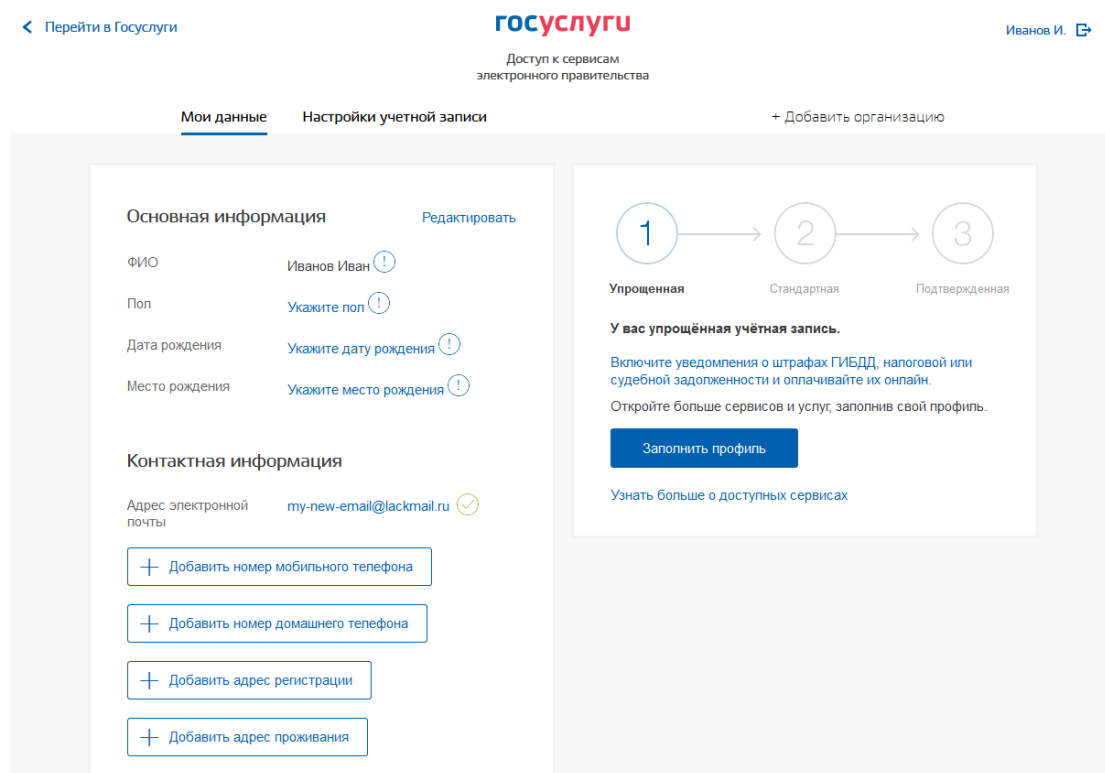 Перейти в Госуслуги
госуслуги
Иванов И.
Доступ к сервисам
электронного правительства
Мои данные
Настройки учетной записи
+ Добавить организацию
Основная информация
Редактировать
ФИО
Иванов Иван !
Пол
Укажите пол !
Дата рождения
Укажите дату рождения !
Место рождения
Укажите место рождения !
Контактная информация
Адрес электронной
почты
my-new-email@lackmail.ru
+ Добавить номер мобильного телефона
+ Добавить номер домашнего телефона
+ Добавить адрес регистрации
+ Добавить адрес проживания
1
2
3
Упрощенная
Стандартная
Подтвержденная
У вас упрощённая учётная запись.
Включите уведомления о штрафах ГИБДД, налоговой или
судебной задолженности и оплачивайте их онлайн.
Откройте больше сервисов и услуг, заполнив свой профиль.
Заполнить профиль
Узнать больше о доступных сервисах